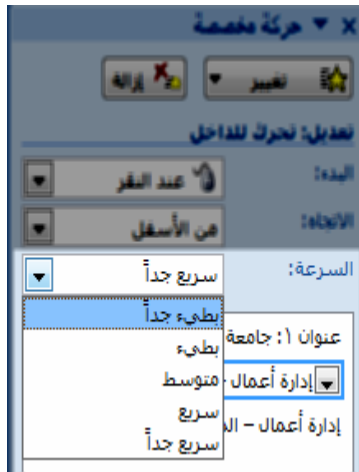 حركة مخصصة
تغيير
إزالة
تعديل: تحرك للداخل
البدء:
عند النقر
الاتجاه:
من الأسفل
السرعة:
سريع جداً
بطيء جداً
بطيء
متوسط
سريع
سريع جداً
عنوان ١: جامعة
إدارة أعمال -
إدارة أعمال – الـ